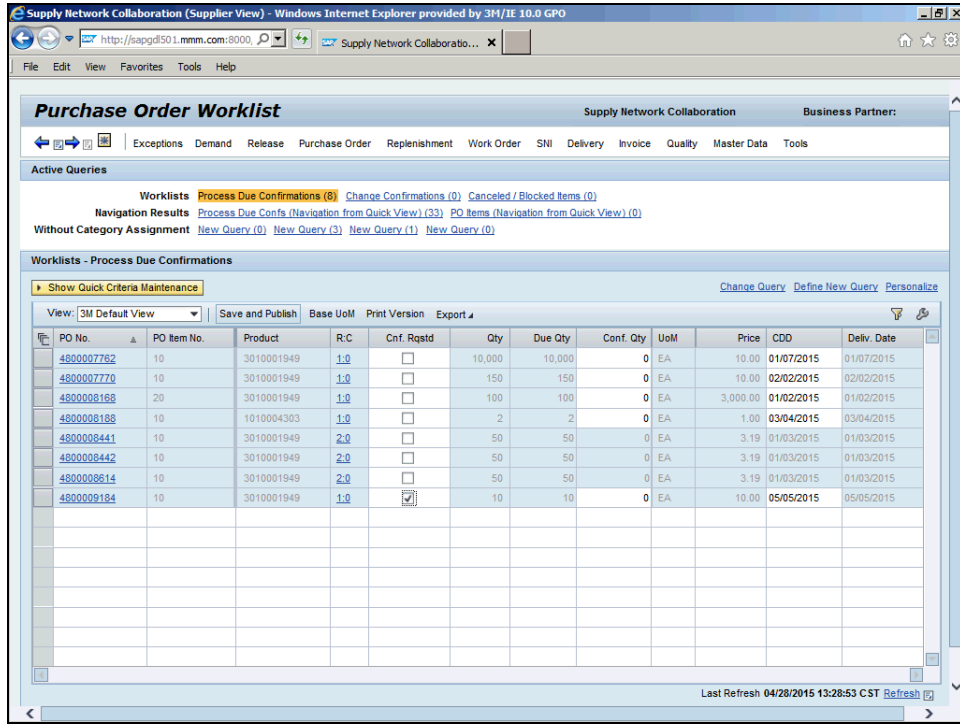 Supply Network Collaboration (Supplier View) - Windows Internet Explorer provided by 3M/IE 10.0 GPO
http://sapgdl501.mmm.com:8000, Supply Network Collaboratio...
File Edit View Favorites Tools Help
Purchase Order Worklist Supply Network Collaboration Business Partner:
Exceptions Demand Release Purchase Order Replenishment Work Order SNI Delivery Invoice Quality Master Data Tools
Active Queries
Worklists Process Due Confirmations (8) Change Confirmations (0) Canceled / Blocked Items (0)
Navigation Results Process Due Confs (Navigation from Quick View) (33) PO Items (Navigation from Quick View) (0)
Without Category Assignment New Query (0) New Query (3) New Query (1) New Query (0)
Worklists - Process Due Confirmations
Show Quick Criteria Maintenance Change Query Define New Query Personalize
View: 3M Default View Save and Publish Base UoM Print Version Export
PO No. PO Item No. Product R:C Cnf. Rqstd Qty Due Qty Conf. Qty UoM Price CDD Deliv. Date
4800007762 10 3010001949 1:0 10,000 10,000 0 EA 10.00 01/07/2015 01/07/2015
4800007770 10 3010001949 1:0 150 150 0 EA 10.00 02/02/2015 02/02/2015
4800008168 20 3010001949 1:0 100 100 0 EA 3,000.00 01/02/2015 01/02/2015
4800008188 10 1010004303 1:0 2 2 0 EA 1.00 03/04/2015 03/04/2015
4800008441 10 3010001949 2:0 50 50 0 EA 3.19 01/03/2015 01/03/2015
4800008442 10 3010001949 2:0 50 50 0 EA 3.19 01/03/2015 01/03/2015
4800008614 10 3010001949 2:0 50 50 0 EA 3.19 01/03/2015 01/03/2015
4800009184 10 3010001949 1:0 10 10 0 EA 10.00 05/05/2015 05/05/2015
Last Refresh 04/28/2015 13:28:53 CST Refresh